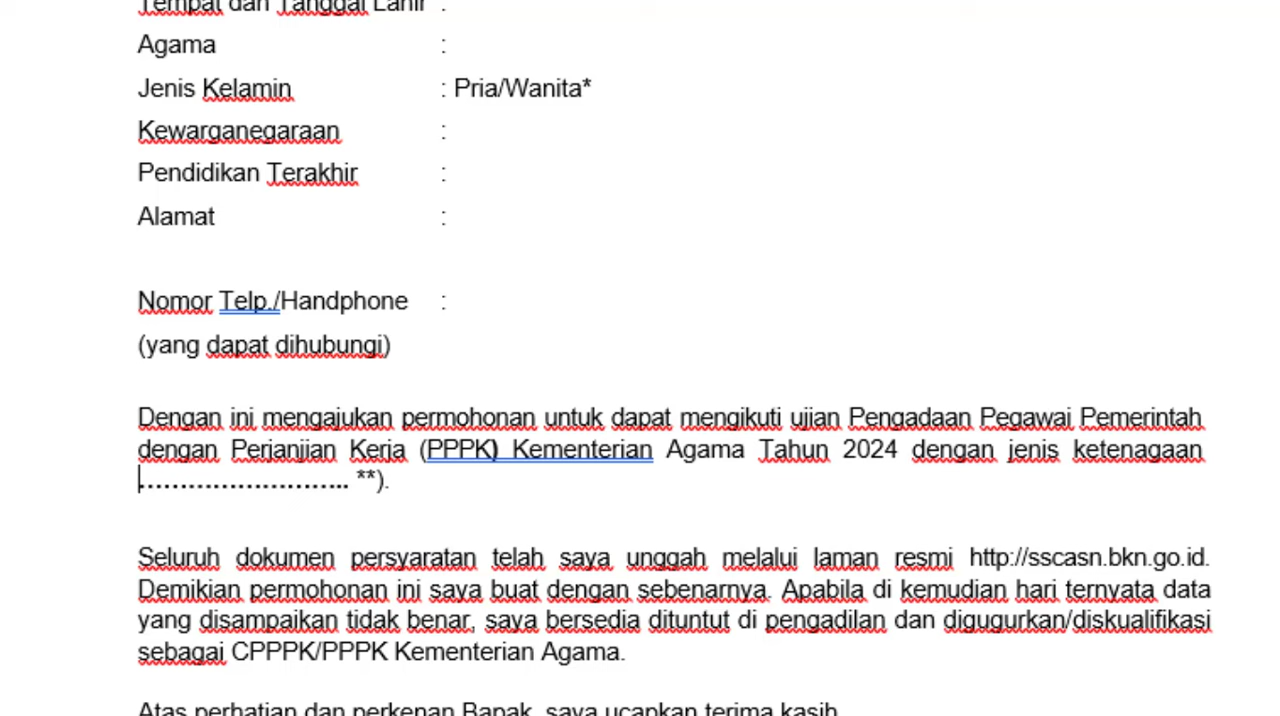 Tempat dan Tanggal Lahir :
Agama :
Jenis Kelamin : Pria/Wanita*
Kewarganegaraan :
Pendidikan Terakhir :
Alamat :
Nomor Telp./Handphone :
(yang dapat dihubungi)
Dengan ini mengajukan permohonan untuk dapat mengikuti ujian Pengadaan Pegawai Pemerintah
dengan Perjanjian Kerja (PPPK) Kementerian Agama Tahun 2024 dengan jenis ketenagaan
…………………….. **).
Seluruh dokumen persyaratan telah saya unggah melalui laman resmi http://sscasn.bkn.go.id.
Demikian permohonan ini saya buat dengan sebenarnya. Apabila di kemudian hari ternyata data
yang disampaikan tidak benar, saya bersedia dituntut di pengadilan dan digugurkan/diskualifikasi
sebagai CPPPK/PPPK Kementerian Agama.
Atas perhatian dan perkenan Bapak, saya ucapkan terima kasih.